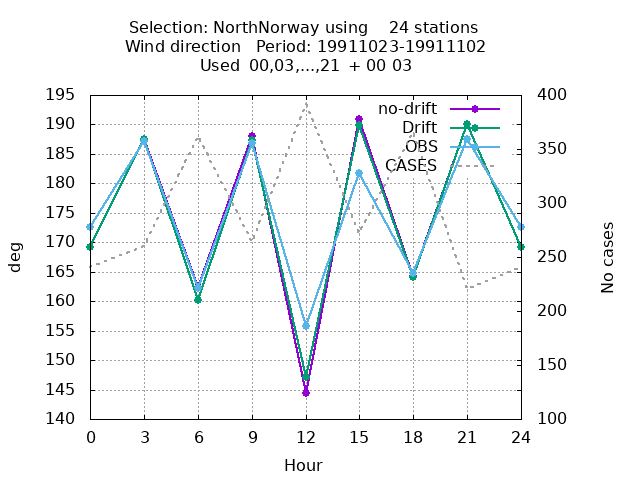 Selection: NorthNorway using    24 stations
Wind direction   Period: 19911023-19911102
Used  00,03,...,21  + 00 03
195
190
185
180
175
170
165
160
155
150
145
140
400
350
300
250
200
150
100
no-drift
Drift
OBS
CASES
deg
No cases
0 3 6 9 12 15 18 21 24
Hour